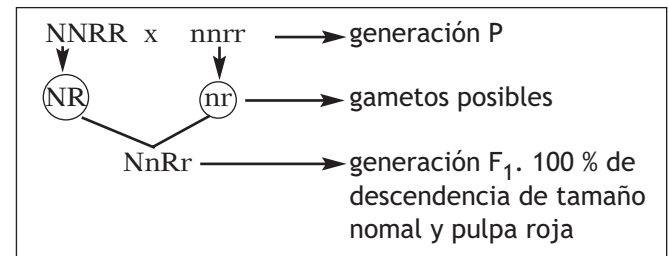 NNRR x nnrr generación P
NR nr gametos posibles
NnRr generación F₁. 100 % de
descendencia de tamaño
nomal y pulpa roja